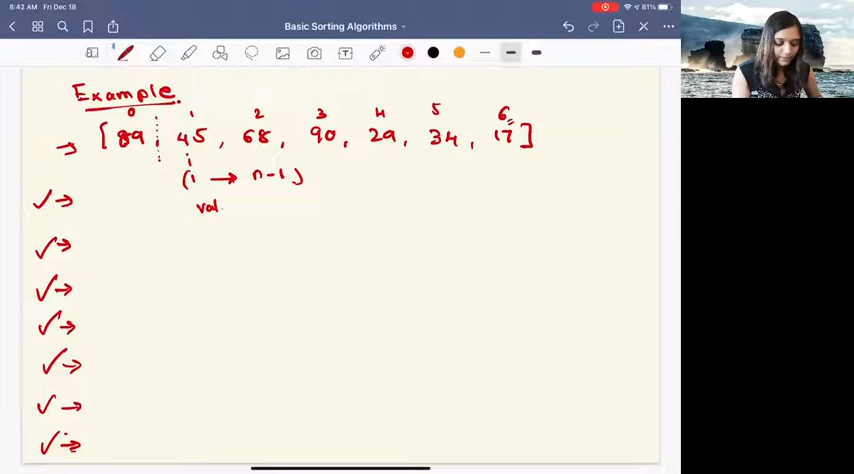 8:42 AM Fri Dec 18
81%
Basic Sorting Algorithms
Example.
0 1 2 3 4 5 6
[ 89, 45, 68, 90, 29, 34, 17 ]
i
(1 → n-1)
val